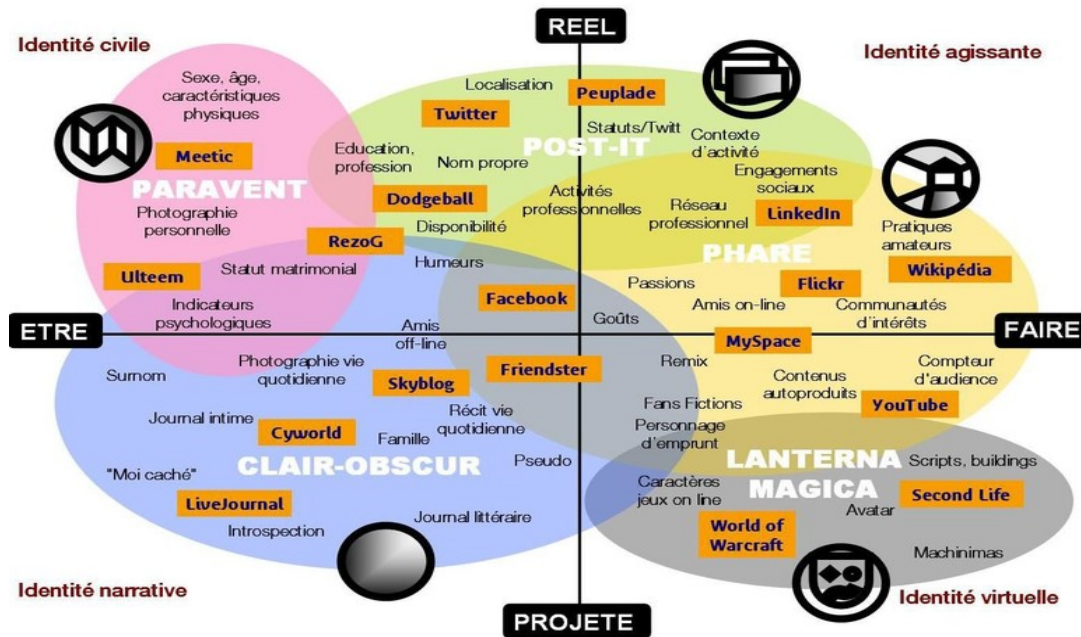 REEL
Identité civile
Identité agissante
Sexe, âge,
caractéristiques
physiques
Localisation
Peuplade
Twitter
Statuts/Twitt
Contexte
d'activité
POST-IT
Education,
profession
Nom propre
Meetic
PARAVENT
Engagements
sociaux
Dodgeball
Activités
professionnelles
Réseau
professionnel
LinkedIn
Photographie
personnelle
Disponibilité
Pratiques
amateurs
RezoG
PHARE
Ulteem
Statut matrimonial
Humeurs
Passions
Flickr
Wikipédia
Facebook
Amis on-line
Indicateurs
psychologiques
Communautés
d'intérêts
Goûts
ETRE
FAIRE
Amis
off-line
MySpace
Surnom
Photographie vie
quotidienne
Skyblog
Friendster
Remix
Contenus
autoproduits
Compteur
d'audience
YouTube
Journal intime
Cyworld
Récit vie
quotidienne
Famille
Fans Fictions
Personnage
d'emprunt
CLAIR-OBSCUR
Pseudo
LANTERNA
MAGICA
Scripts, buildings
"Moi caché"
LiveJournal
Introspection
Journal littéraire
Caractères
jeux on line
Second Life
Avatar
World of
Warcraft
Machinimas
Identité narrative
Identité virtuelle
PROJETE